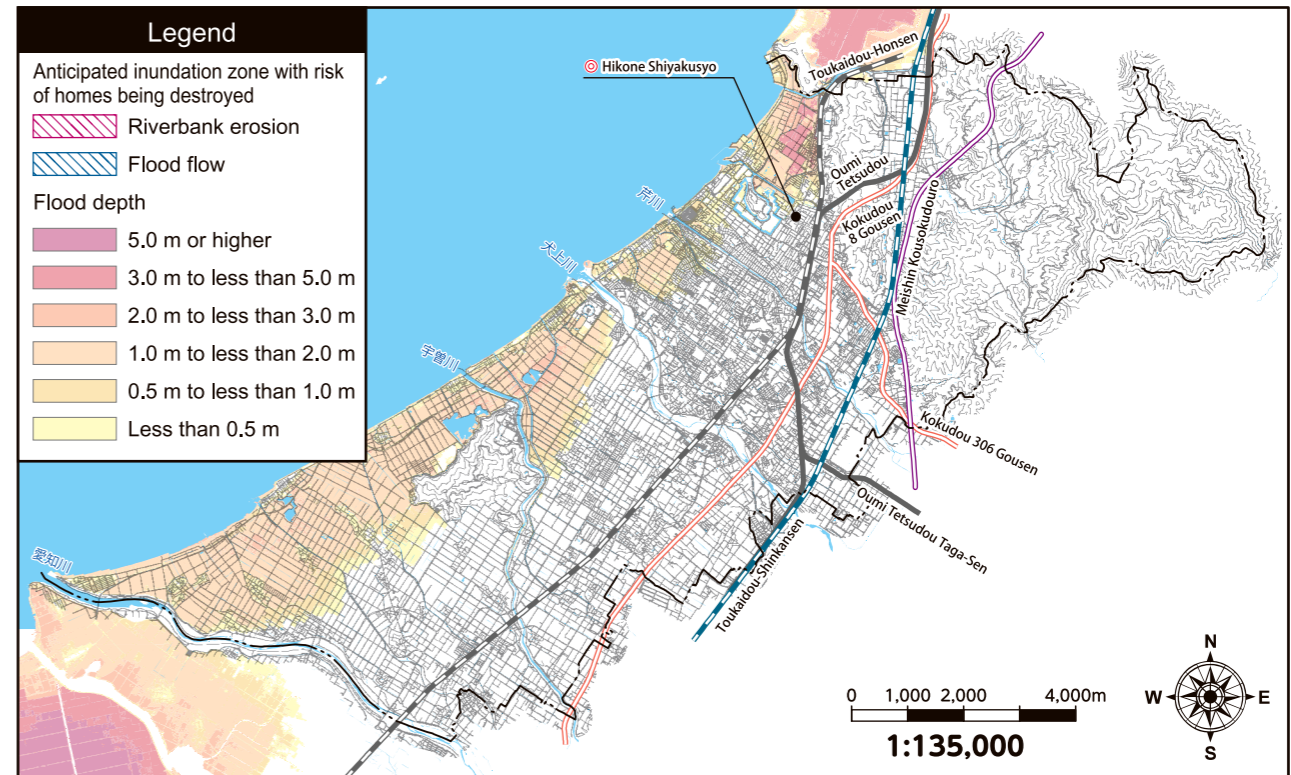 Legend
Anticipated inundation zone with risk
of homes being destroyed
Riverbank erosion
Flood flow
Flood depth
5.0 m or higher
3.0 m to less than 5.0 m
2.0 m to less than 3.0 m
1.0 m to less than 2.0 m
0.5 m to less than 1.0 m
Less than 0.5 m
Hikone Shiyakusyo
Toukaidou-Honsen
Oumi
Tetsudou
Kokudou
8 Gousen
Meishin Kousokudouro
芹川
犬上川
宇曽川
愛知川
Kokudou 306 Gousen
Oumi Tetsudou Taga-Sen
Toukaidou-Shinkansen
0 1,000 2,000 4,000m
1:135,000
N
W E
S